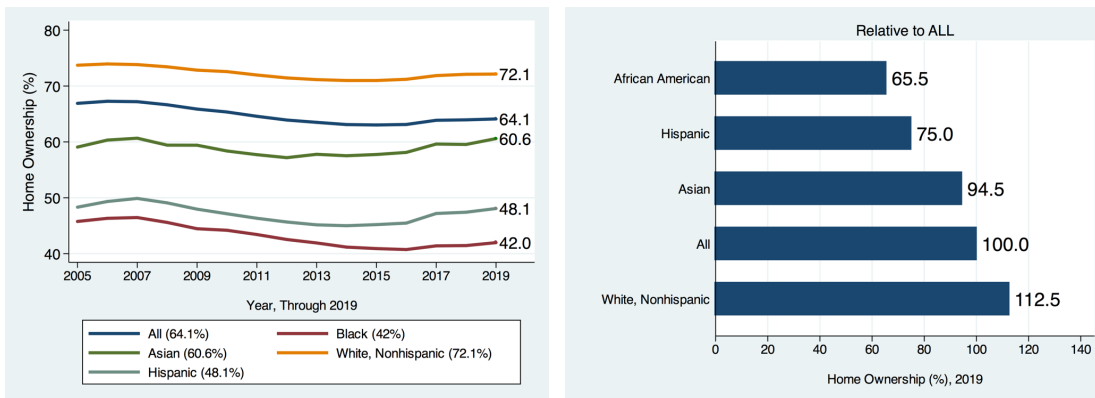 80
70
60
50
40
Home Ownership (%)
72.1
64.1
60.6
48.1
42.0
2005 2007 2009 2011 2013 2015 2017 2019
Year, Through 2019
All (64.1%) Black (42%)
Asian (60.6%) White, Nonhispanic (72.1%)
Hispanic (48.1%)
Relative to ALL
African American 65.5
Hispanic 75.0
Asian 94.5
All 100.0
White, Nonhispanic 112.5
0 20 40 60 80 100 120 140
Home Ownership (%), 2019